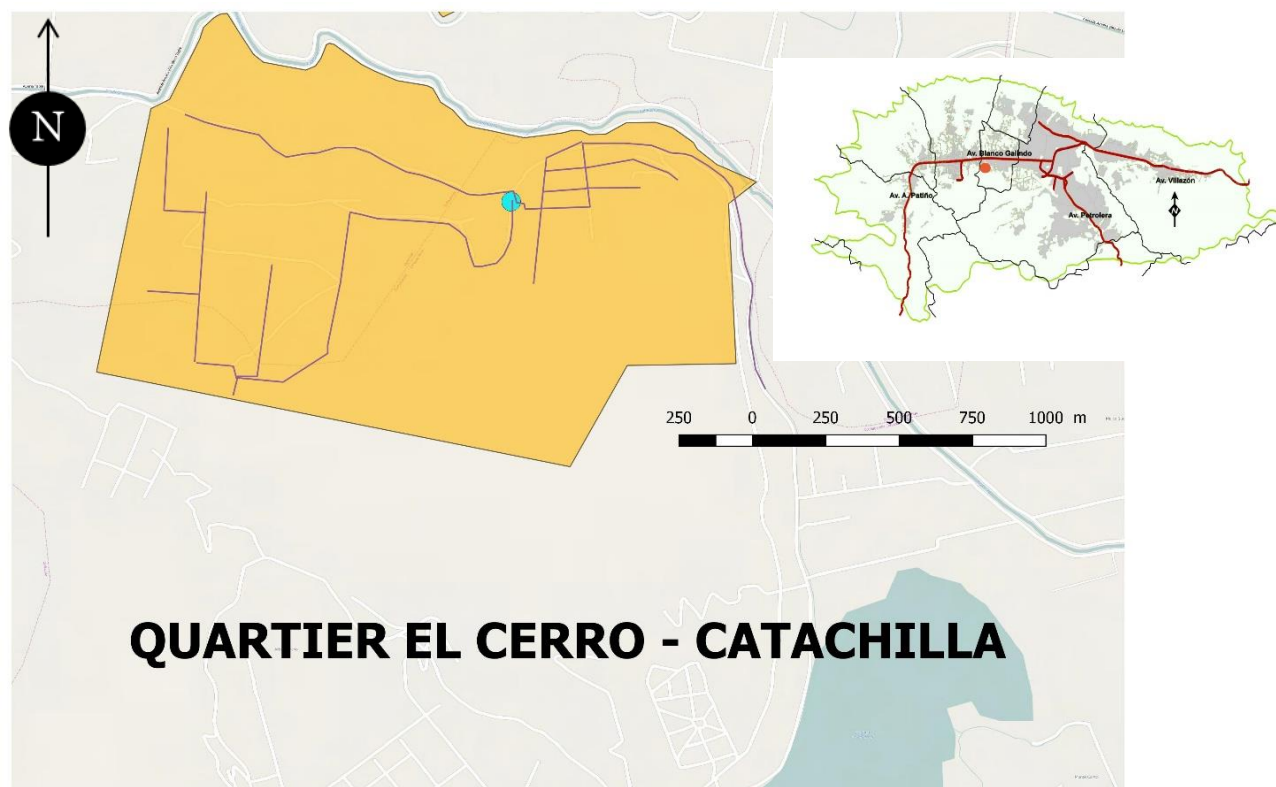 N
Av. Blanco Galindo
Av. Villazón
Av. A. Patiño
Av. Petrolera
N
250 0 250 500 750 1000 m
QUARTIER EL CERRO - CATACHILLA